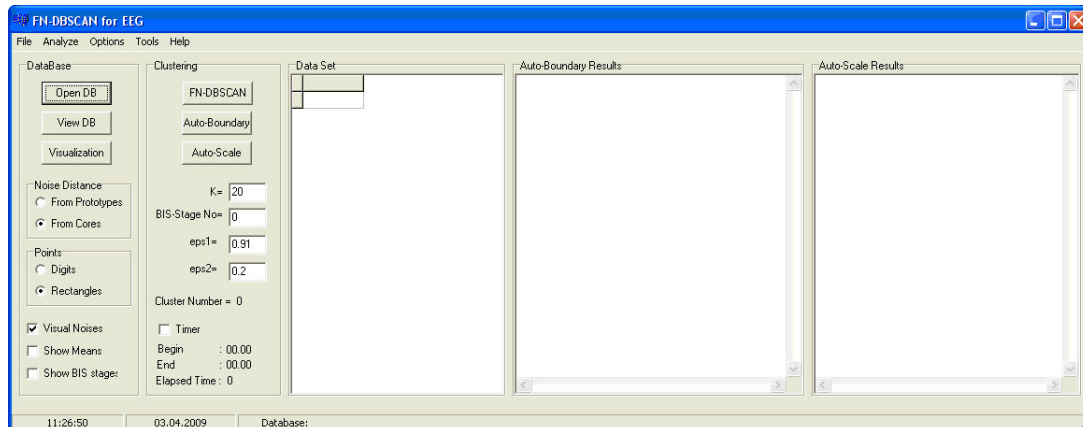 FN-DBSCAN for EEG
File Analyze Options Tools Help
DataBase
Open DB
View DB
Visualization
Noise Distance
From Prototypes
From Cores
Points
Digits
Rectangles
Visual Noises
Show Means
Show BIS stages
Clustering
FN-DBSCAN
Auto-Boundary
Auto-Scale
K= 20
BIS-Stage No= 0
eps1= 0.91
eps2= 0.2
Cluster Number = 0
Timer
Begin : 00.00
End : 00.00
Elapsed Time : 0
Data Set
Auto-Boundary Results
Auto-Scale Results
11:26:50 03.04.2009 Database: